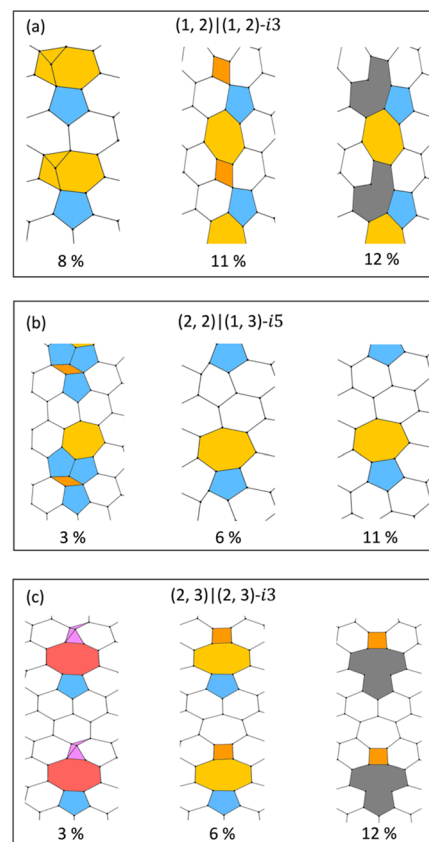 (a) (1, 2)|(1, 2)-i3
8 % 11 % 12 %
(b) (2, 2)|(1, 3)-i5
3 % 6 % 11 %
(c) (2, 3)|(2, 3)-i3
3 % 6 % 12 %